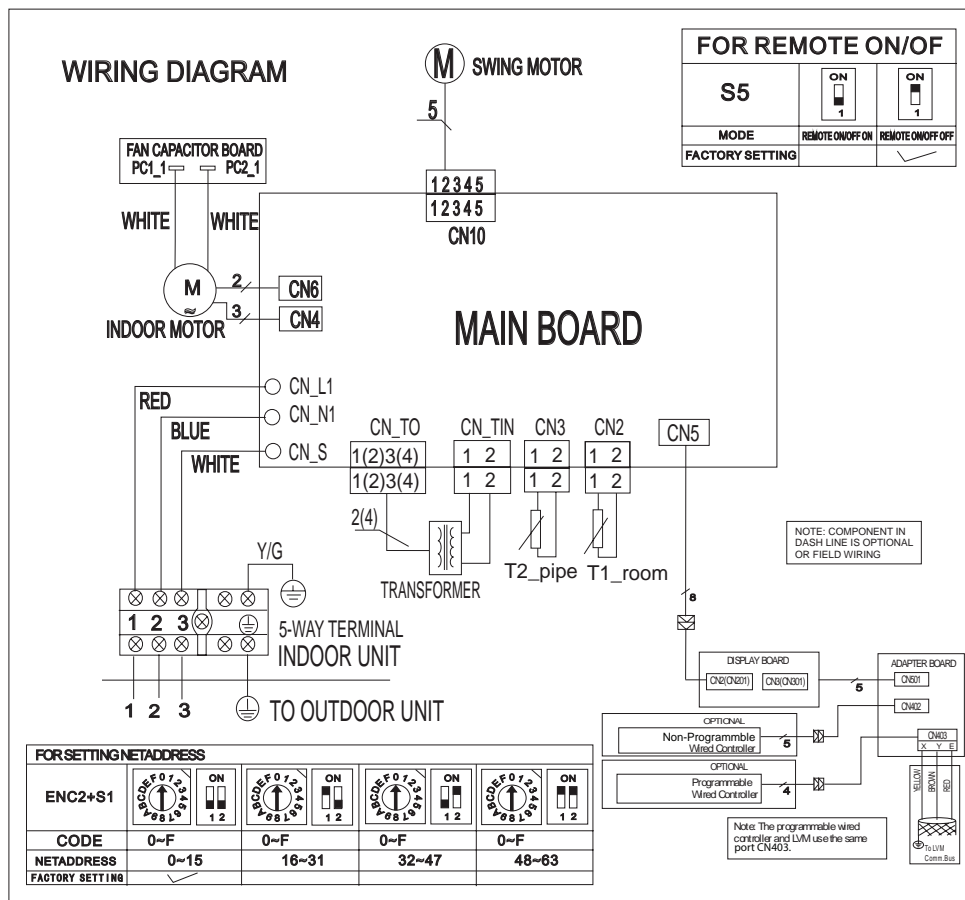 WIRING DIAGRAM
M
SWING MOTOR
5
FOR REMOTE ON/OF
S5
ON
1
ON
1
MODE
REMOTE ON/OFF ON
REMOTE ON/OFF OFF
FACTORY SETTING
FAN CAPACITOR BOARD
PC1_1
PC2_1
WHITE
WHITE
M
≈
INDOOR MOTOR
2
CN6
3
CN4
12345
12345
CN10
MAIN BOARD
CN_L1
CN_N1
CN_S
RED
BLUE
WHITE
CN_TO
CN_TIN
CN3
CN2
CN5
1(2)3(4)
1 2
1 2
1 2
1(2)3(4)
1 2
1 2
1 2
2(4)
TRANSFORMER
T2_pipe
T1_room
NOTE: COMPONENT IN
DASH LINE IS OPTIONAL
OR FIELD WIRING
Y/G
1 2 3
5-WAY TERMINAL
INDOOR UNIT
1 2 3
TO OUTDOOR UNIT
8
DISPLAY BOARD
CN2(CN201)
CN3(CN301)
5
ADAPTER BOARD
CN501
CN402
CN403
X Y E
OPTIONAL
Non-Programmble
Wired Controller
5
OPTIONAL
Programmable
Wired Controller
4
YELLOW
BROWN
RED
To LVM
Comm.Bus
Note: The programmable wired
controller and LVM use the same
port CN403.
FOR SETTING NETADDRESS
ENC2+S1
0123456789ABCDEF
ON
1 2
0123456789ABCDEF
ON
1 2
0123456789ABCDEF
ON
1 2
0123456789ABCDEF
ON
1 2
CODE
0~F
0~F
0~F
0~F
NETADDRESS
0~15
16~31
32~47
48~63
FACTORY SETTING